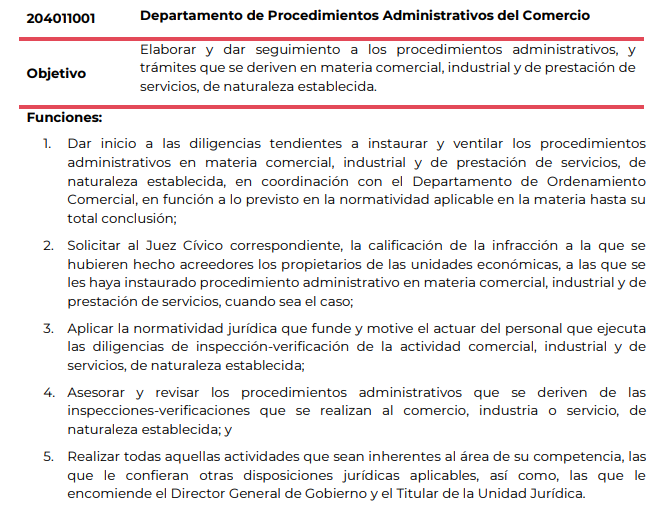 204011001 Departamento de Procedimientos Administrativos del Comercio
Objetivo
Elaborar y dar seguimiento a los procedimientos administrativos, y
trámites que se deriven en materia comercial, industrial y de prestación de
servicios, de naturaleza establecida.
Funciones:
1. Dar inicio a las diligencias tendientes a instaurar y ventilar los procedimientos
administrativos en materia comercial, industrial y de prestación de servicios, de
naturaleza establecida, en coordinación con el Departamento de Ordenamiento
Comercial, en función a lo previsto en la normatividad aplicable en la materia hasta su
total conclusión;
2. Solicitar al Juez Cívico correspondiente, la calificación de la infracción a la que se
hubieren hecho acreedores los propietarios de las unidades económicas, a las que se
les haya instaurado procedimiento administrativo en materia comercial, industrial y de
prestación de servicios, cuando sea el caso;
3. Aplicar la normatividad jurídica que funde y motive el actuar del personal que ejecuta
las diligencias de inspección-verificación de la actividad comercial, industrial y de
servicios, de naturaleza establecida;
4. Asesorar y revisar los procedimientos administrativos que se deriven de las
inspecciones-verificaciones que se realizan al comercio, industria o servicio, de
naturaleza establecida; y
5. Realizar todas aquellas actividades que sean inherentes al área de su competencia, las
que le confieran otras disposiciones jurídicas aplicables, así como, las que le
encomiende el Director General de Gobierno y el Titular de la Unidad Jurídica.